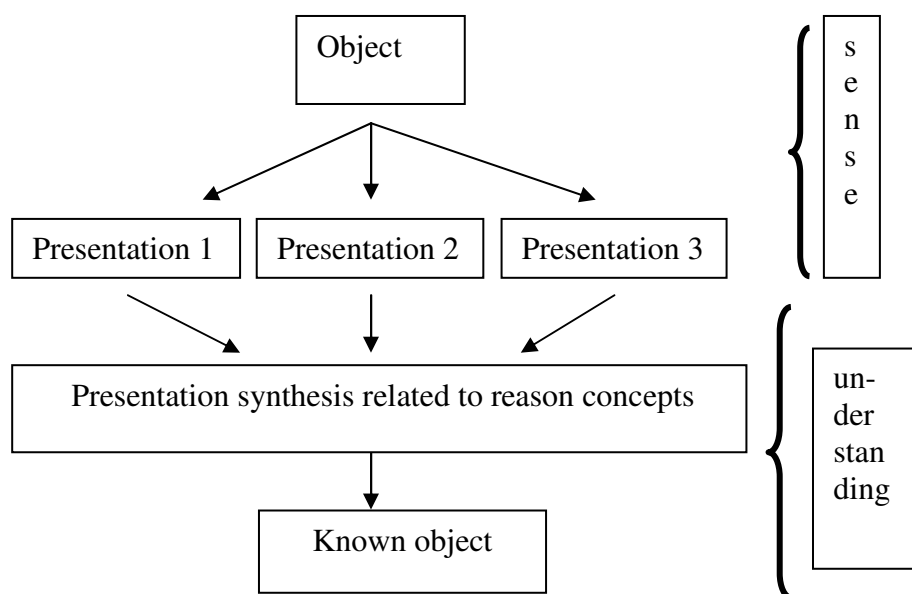 Object
s
e
n
s
e
Presentation 1
Presentation 2
Presentation 3
Presentation synthesis related to reason concepts
un-
der
stan
ding
Known object